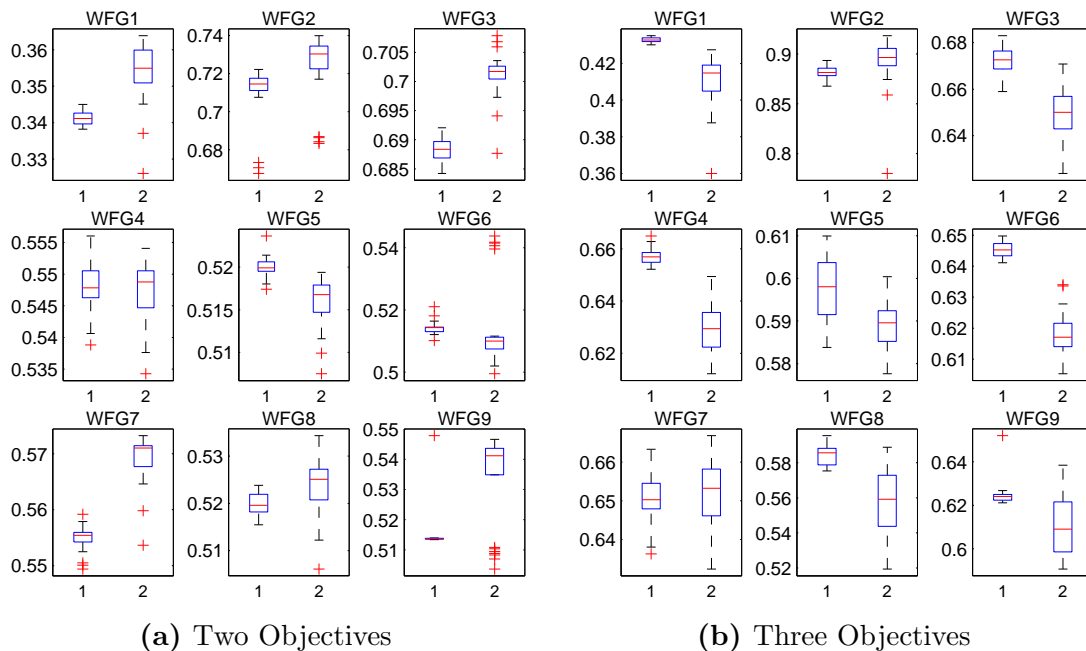 WFG1 WFG2 WFG3
0.36 0.35 0.34 0.33
0.74 0.72 0.7 0.68
0.705 0.7 0.695 0.69 0.685
1 2 1 2 1 2
WFG4 WFG5 WFG6
0.555 0.55 0.545 0.54 0.535
0.52 0.515 0.51
0.54 0.52 0.5
1 2 1 2 1 2
WFG7 WFG8 WFG9
0.57 0.56 0.55
0.53 0.52 0.51
0.55 0.54 0.53 0.52 0.51
1 2 1 2 1 2
(a) Two Objectives
WFG1 WFG2 WFG3
0.42 0.4 0.38 0.36
0.9 0.85 0.8
0.68 0.66 0.64
1 2 1 2 1 2
WFG4 WFG5 WFG6
0.66 0.64 0.62
0.61 0.6 0.59 0.58
0.65 0.64 0.63 0.62 0.61
1 2 1 2 1 2
WFG7 WFG8 WFG9
0.66 0.65 0.64
0.58 0.56 0.54 0.52
0.64 0.62 0.6
1 2 1 2 1 2
(b) Three Objectives